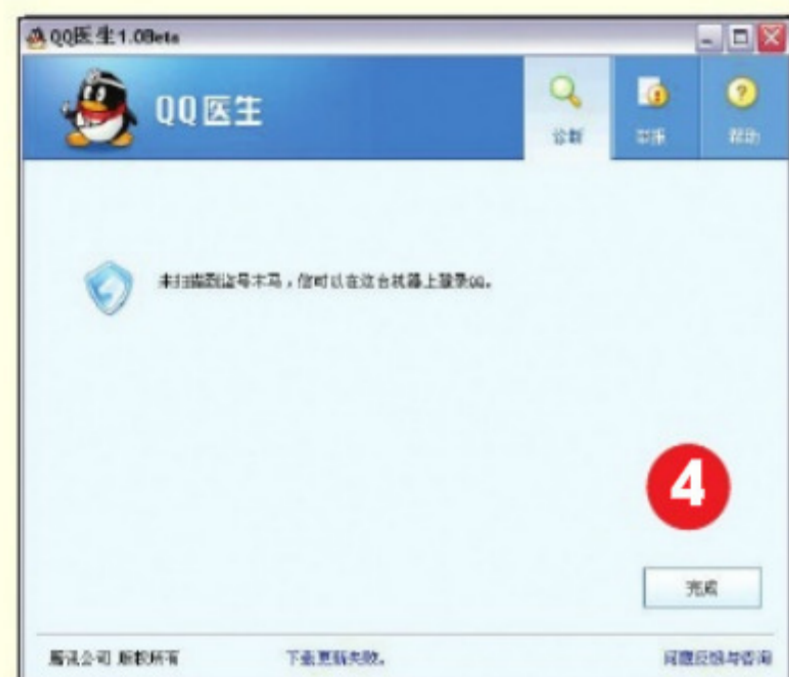 QQ医生1.0Beta
QQ医生
诊断
举报
帮助
未扫描到盗号木马，您可以在这台机器上登录QQ。
4
完成
腾讯公司 版权所有
下载更新失败。
问题反馈与咨询